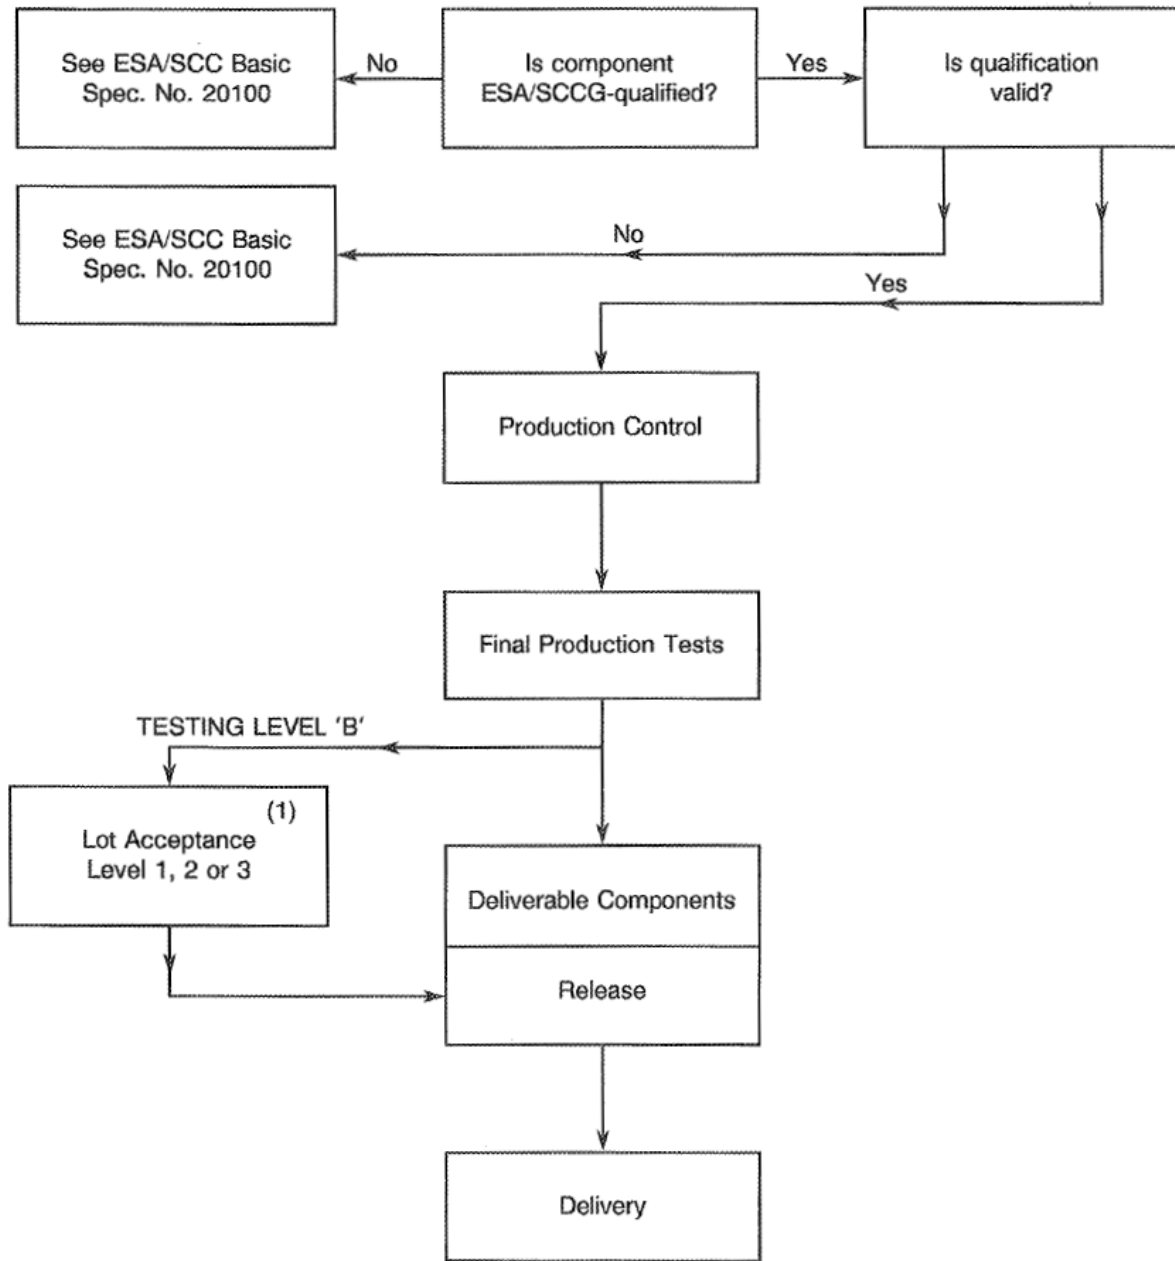 See ESA/SCC Basic
Spec. No. 20100
No
Is component
ESA/SCCG-qualified?
Yes
Is qualification
valid?
See ESA/SCC Basic
Spec. No. 20100
No
Yes
Production Control
Final Production Tests
TESTING LEVEL 'B'
(1)
Lot Acceptance
Level 1, 2 or 3
Deliverable Components
Release
Delivery